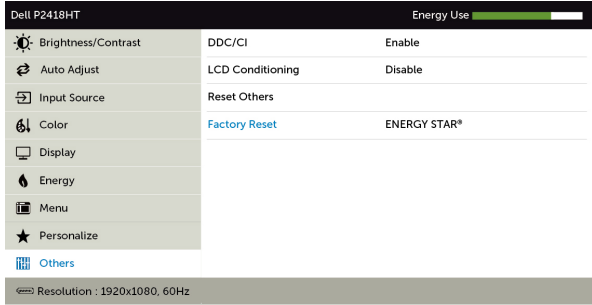 Dell P2418HT Energy Use
Brightness/Contrast DDC/CI Enable
Auto Adjust LCD Conditioning Disable
Input Source Reset Others
Color Factory Reset ENERGY STAR®
Display
Energy
Menu
Personalize
Others
Resolution : 1920x1080, 60Hz